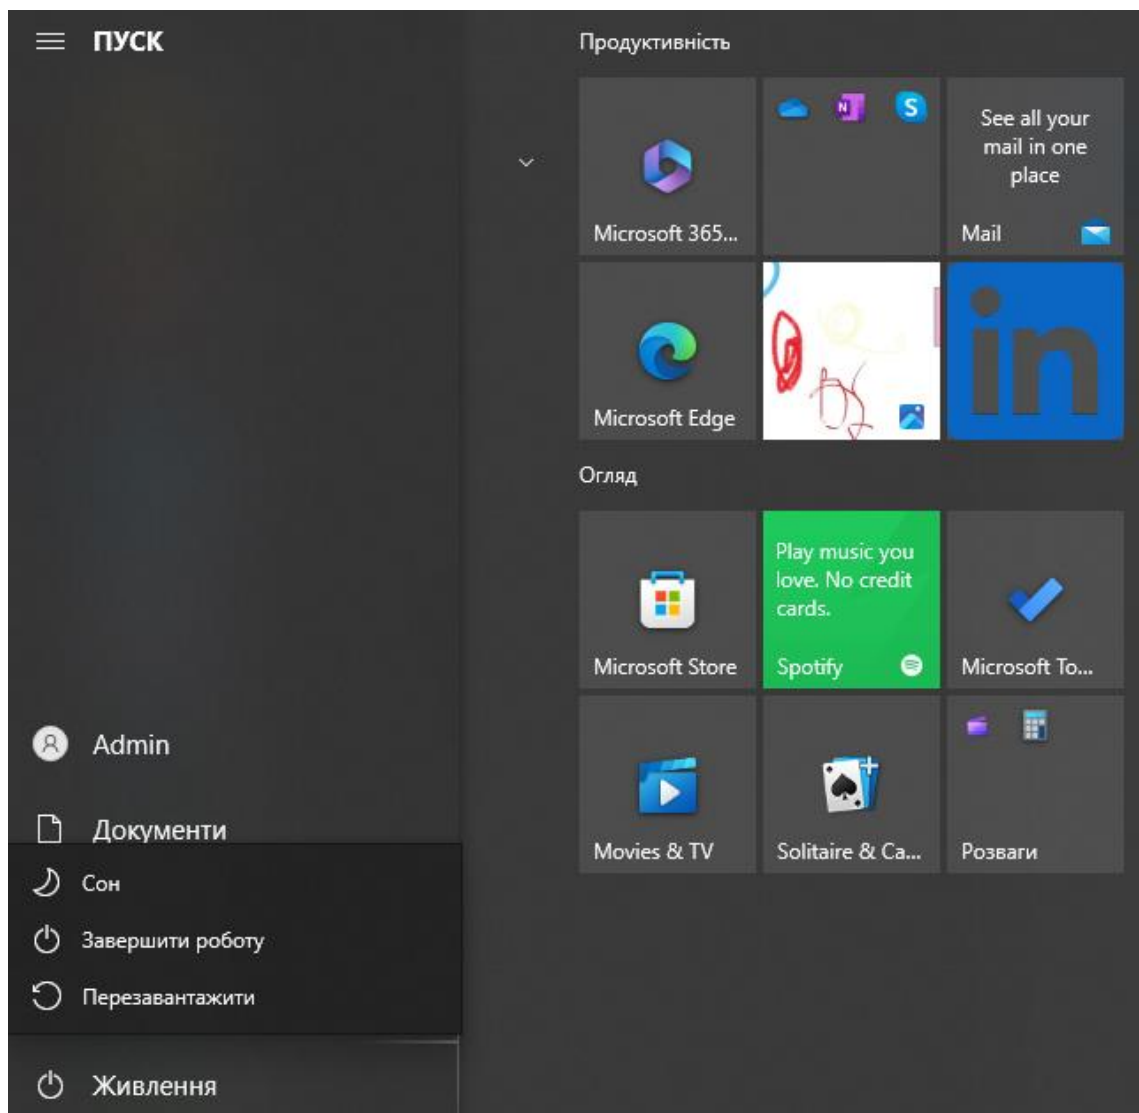 ПУСК
Admin
Документи
Сон
Завершити роботу
Перезавантажити
Живлення
Продуктивність
Microsoft 365...
N
S
See all your
mail in one
place
Mail
Microsoft Edge
in
Огляд
Microsoft Store
Play music you
love. No credit
cards.
Spotify
Microsoft To...
Movies & TV
Solitaire & Ca...
Розваги